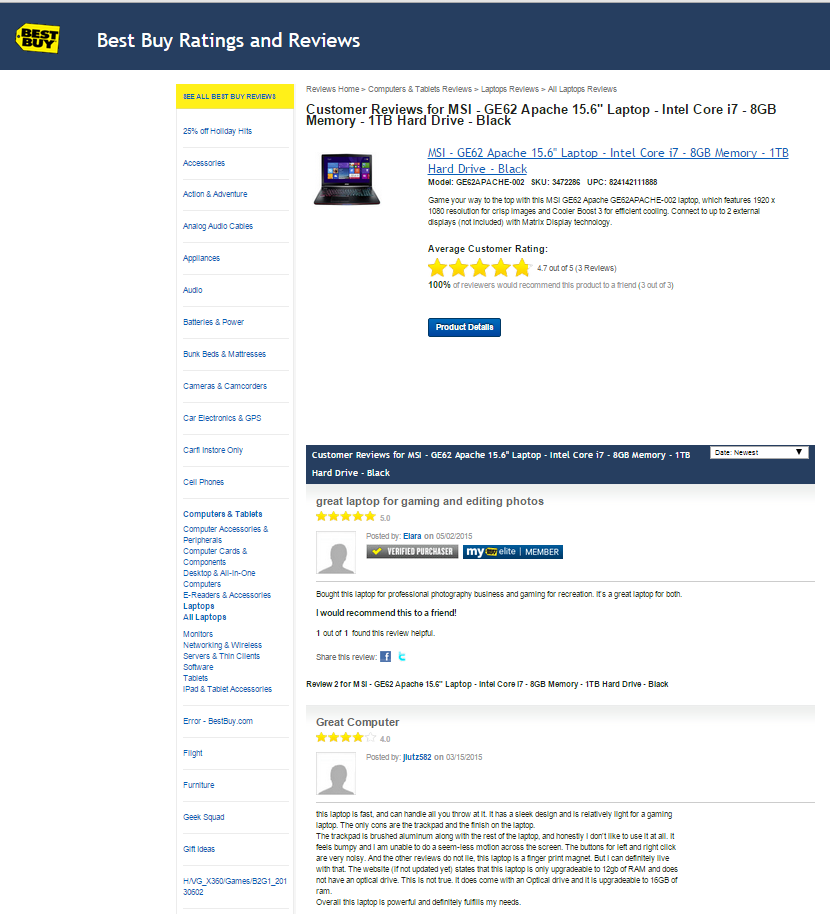 BEST BUY
Best Buy Ratings and Reviews
SEE ALL BEST BUY REVIEWS
25% off Holiday Hits
Accessories
Action & Adventure
Analog Audio Cables
Appliances
Audio
Batteries & Power
Bunk Beds & Mattresses
Cameras & Camcorders
Car Electronics & GPS
Carfi Instore Only
Cell Phones
Computers & Tablets
Computer Accessories &
Peripherals
Computer Cards &
Components
Desktop & All-In-One
Computers
E-Readers & Accessories
Laptops
All Laptops
Monitors
Networking & Wireless
Servers & Thin Clients
Software
Tablets
iPad & Tablet Accessories
Error - BestBuy.com
Flight
Furniture
Geek Squad
Gift Ideas
H/VG_X360/Games/B2G1_201
30602
Reviews Home > Computers & Tablets Reviews > Laptops Reviews > All Laptops Reviews
Customer Reviews for MSI - GE62 Apache 15.6" Laptop - Intel Core i7 - 8GB
Memory - 1TB Hard Drive - Black
MSI - GE62 Apache 15.6" Laptop - Intel Core i7 - 8GB Memory - 1TB
Hard Drive - Black
Model: GE62APACHE-002 SKU: 3472286 UPC: 824142111888
Game your way to the top with this MSI GE62 Apache GE62APACHE-002 laptop, which features 1920 x
1080 resolution for crisp images and Cooler Boost 3 for efficient cooling. Connect to up to 2 external
displays (not included) with Matrix Display technology.
Average Customer Rating:
4.7 out of 5 (3 Reviews)
100% of reviewers would recommend this product to a friend (3 out of 3)
Product Details
Customer Reviews for MSI - GE62 Apache 15.6" Laptop - Intel Core i7 - 8GB Memory - 1TB
Hard Drive - Black
Date: Newest
great laptop for gaming and editing photos
5.0
Posted by: Elara on 05/02/2015
VERIFIED PURCHASER
my BEST BUY elite | MEMBER
Bought this laptop for professional photography business and gaming for recreation. It's a great laptop for both.
I would recommend this to a friend!
1 out of 1 found this review helpful.
Share this review:
Review 2 for MSI - GE62 Apache 15.6" Laptop - Intel Core i7 - 8GB Memory - 1TB Hard Drive - Black
Great Computer
4.0
Posted by: jlutz582 on 03/15/2015
this laptop is fast, and can handle all you throw at it. It has a sleek design and is relatively light for a gaming
laptop. The only cons are the trackpad and the finish on the laptop.
The trackpad is brushed aluminum along with the rest of the laptop, and honestly I don't like to use it at all. It
feels bumpy and I am unable to do a seem-less motion across the screen. The buttons for left and right click
are very noisy. And the other reviews do not lie, this laptop is a finger print magnet. But I can definitely live
with that. The website (if not updated yet) states that this laptop is only upgradeable to 12gb of RAM and does
not have an optical drive. This is not true. It does come with an Optical drive and it is upgradeable to 16GB of
ram.
Overall this laptop is powerful and definitely fulfills my needs.